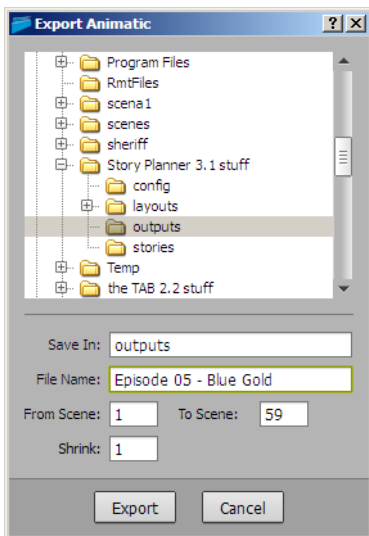 Export Animatic
Program Files
RmtFiles
scena1
scenes
sheriff
Story Planner 3.1 stuff
config
layouts
outputs
stories
Temp
the TAB 2.2 stuff
Save In: outputs
File Name: Episode 05 - Blue Gold
From Scene: 1 To Scene: 59
Shrink: 1
Export Cancel